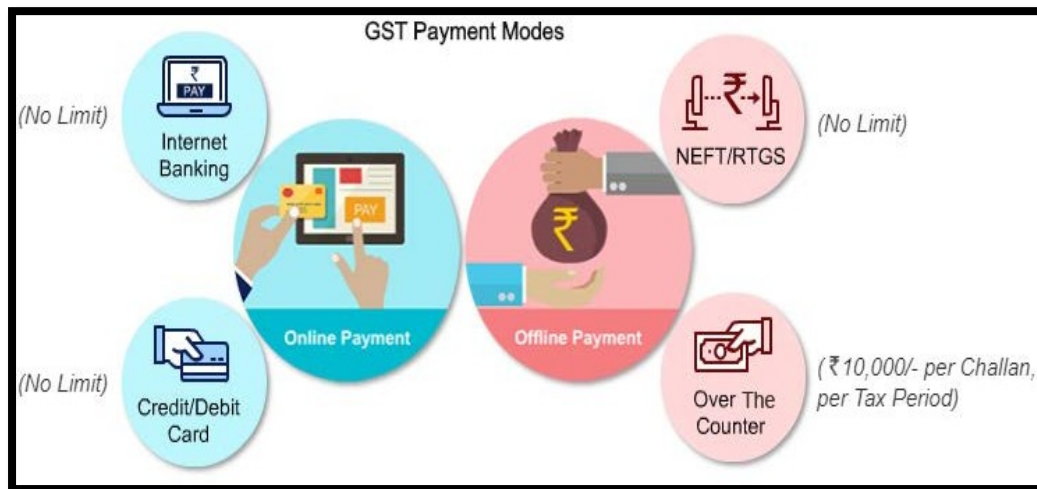 GST Payment Modes
(No Limit)
₹
PAY
Internet
Banking
₹
NEFT/RTGS
(No Limit)
PAY
Online Payment
₹
Offline Payment
(No Limit)
Credit/Debit
Card
Over The
Counter
(₹10,000/- per Challan,
per Tax Period)